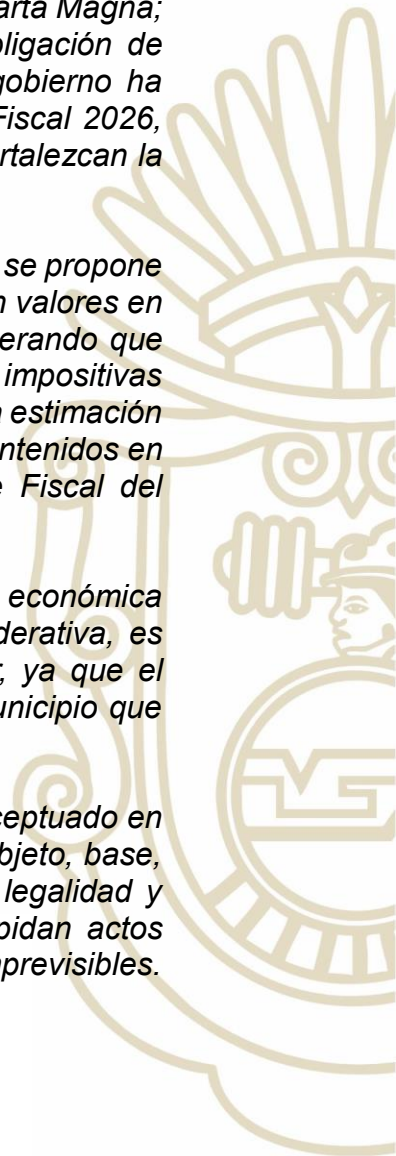 arta Magna;
bligación de
gobierno ha
Fiscal 2026,
rtalezcan la
se propone
n valores en
erando que
impositivas
estimación
ntenidos en
Fiscal del
económica
derativa, es
ya que el
unicipio que
ceptuado en
bjeto, base,
legalidad y
pidan actos
nprevisibles.